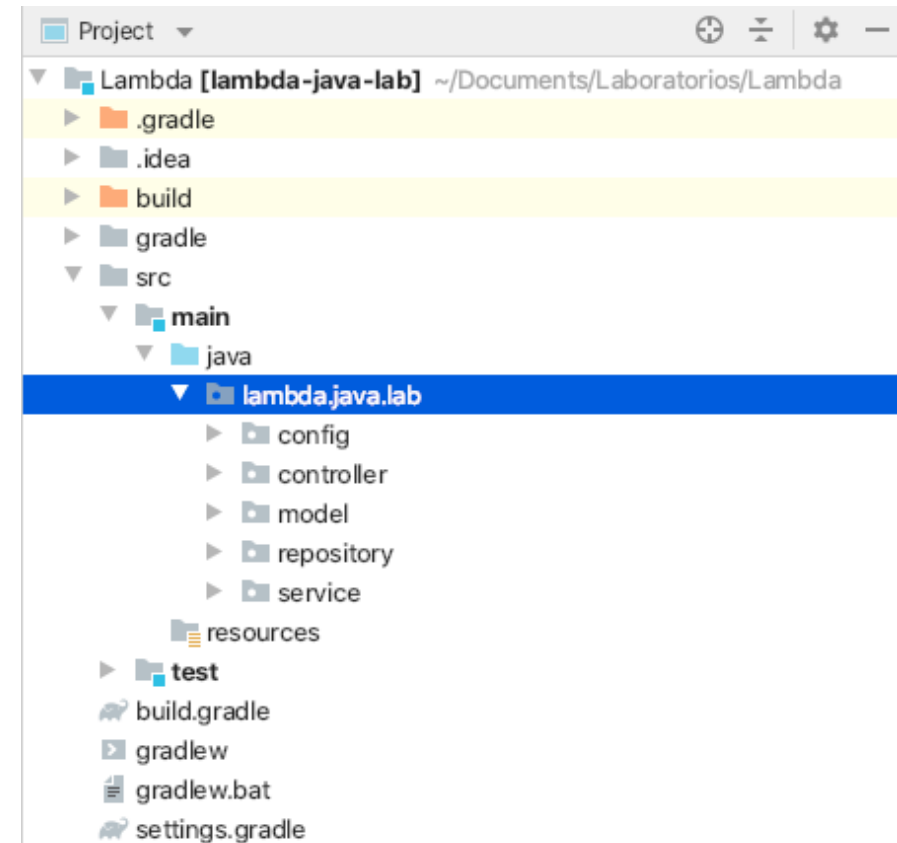 Project
Lambda [lambda-java-lab] ~/Documents/Laboratorios/Lambda
.gradle
.idea
build
gradle
src
main
java
lambda.java.lab
config
controller
model
repository
service
resources
test
build.gradle
gradlew
gradlew.bat
settings.gradle